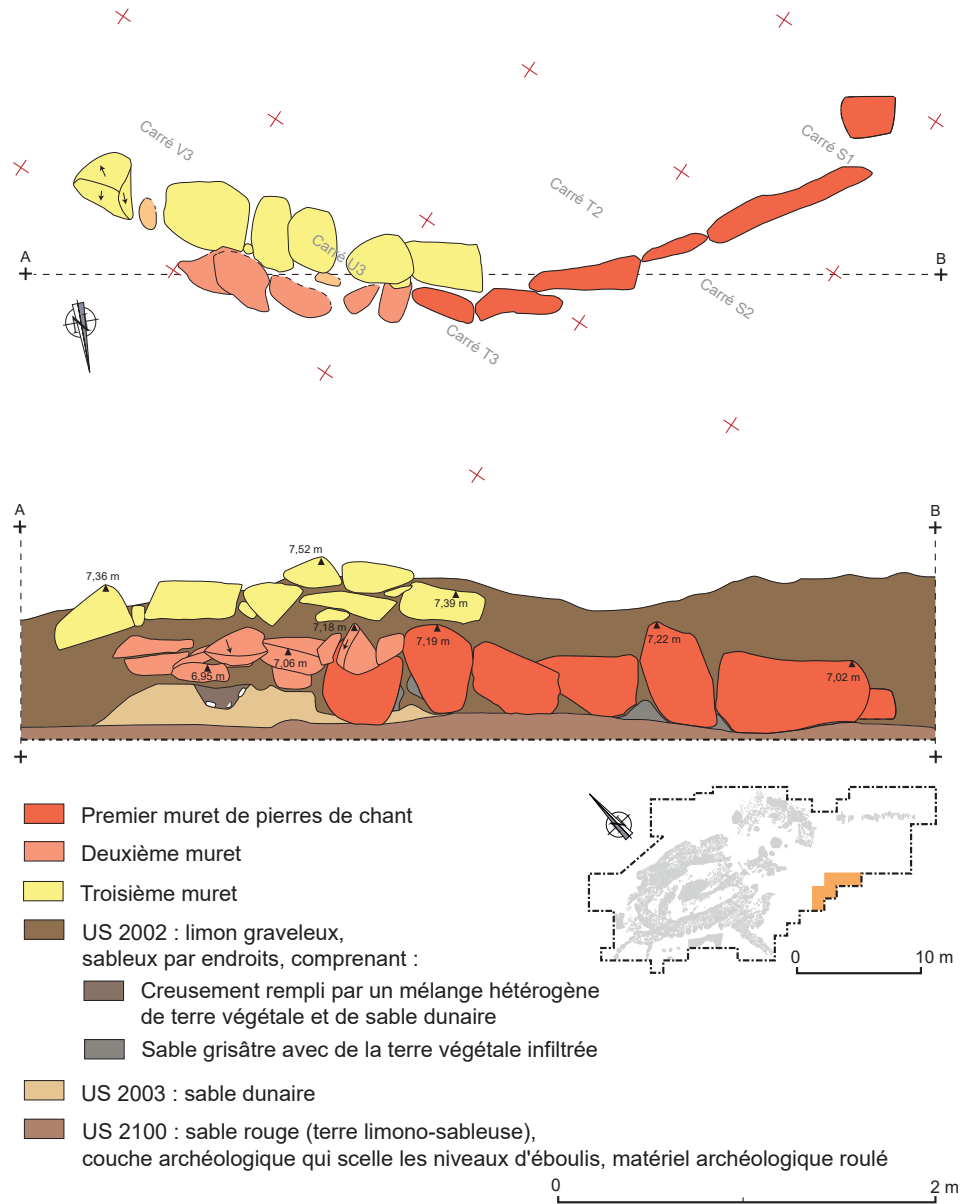 Carré V3
Carré S1
Carré T2
A
Carré U3
B
Carré S2
Carré T3
N
A
B
7,52 m
7,36 m
7,39 m
7,18 m
7,19 m
7,22 m
7,06 m
6,95 m
7,02 m
Premier muret de pierres de chant
Deuxième muret
Troisième muret
US 2002 : limon graveleux,
sableux par endroits, comprenant :
Creusement rempli par un mélange hétérogène
de terre végétale et de sable dunaire
Sable grisâtre avec de la terre végétale infiltrée
US 2003 : sable dunaire
US 2100 : sable rouge (terre limono-sableuse),
couche archéologique qui scelle les niveaux d'éboulis, matériel archéologique roulé
N
0
10 m
0
2 m